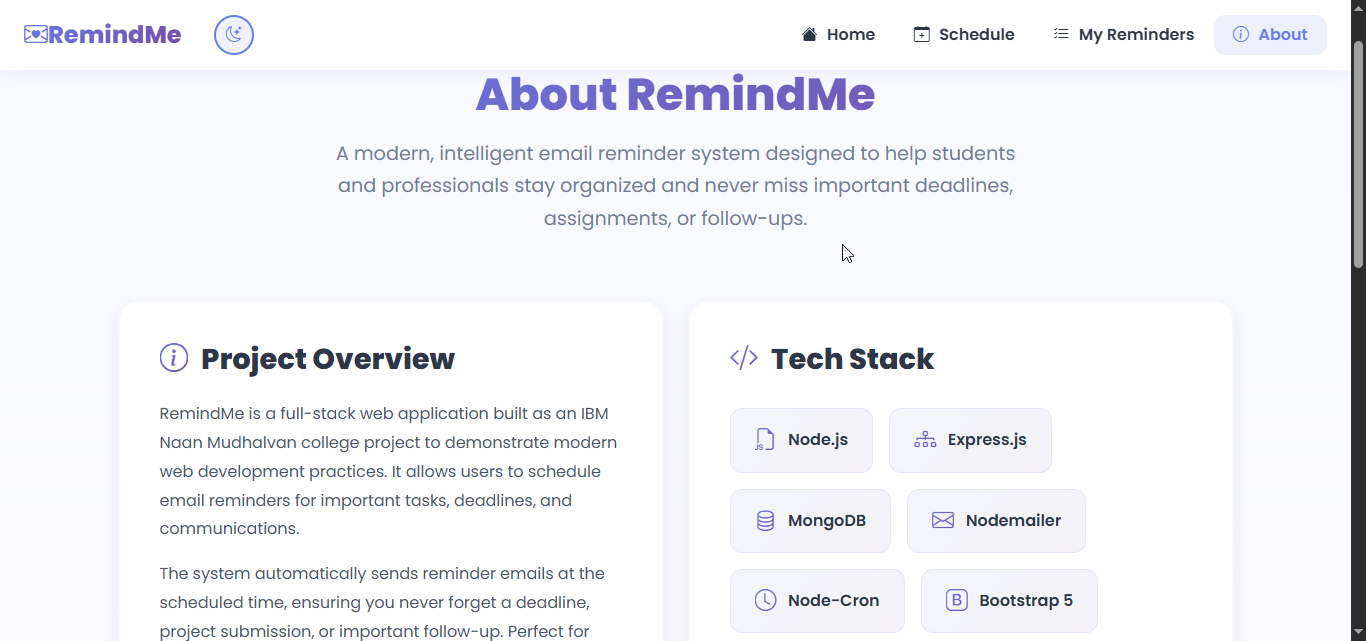 RemindMe
Home
Schedule
My Reminders
About
About RemindMe
A modern, intelligent email reminder system designed to help students
and professionals stay organized and never miss important deadlines,
assignments, or follow-ups.
Project Overview
RemindMe is a full-stack web application built as an IBM
Naan Mudhalvan college project to demonstrate modern
web development practices. It allows users to schedule
email reminders for important tasks, deadlines, and
communications.
The system automatically sends reminder emails at the
scheduled time, ensuring you never forget a deadline,
project submission, or important follow-up. Perfect for
Tech Stack
JS Node.js
Express.js
MongoDB
Nodemailer
Node-Cron
B Bootstrap 5